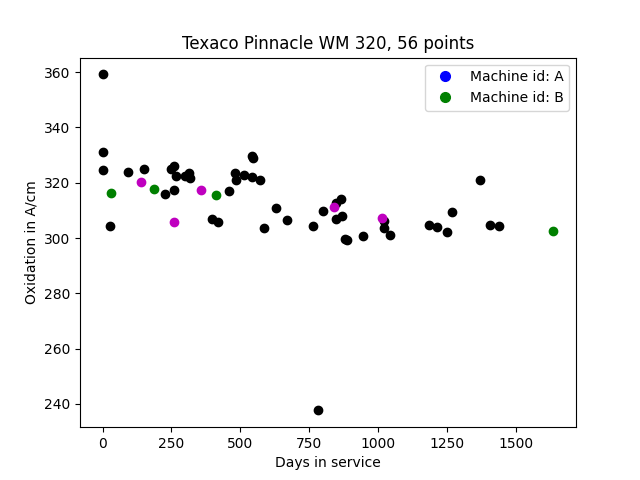 Texaco Pinnacle WM 320, 56 points
Machine id: A
Machine id: B
Oxidation in A/cm
360
340
320
300
280
260
240
0 250 500 750 1000 1250 1500
Days in service